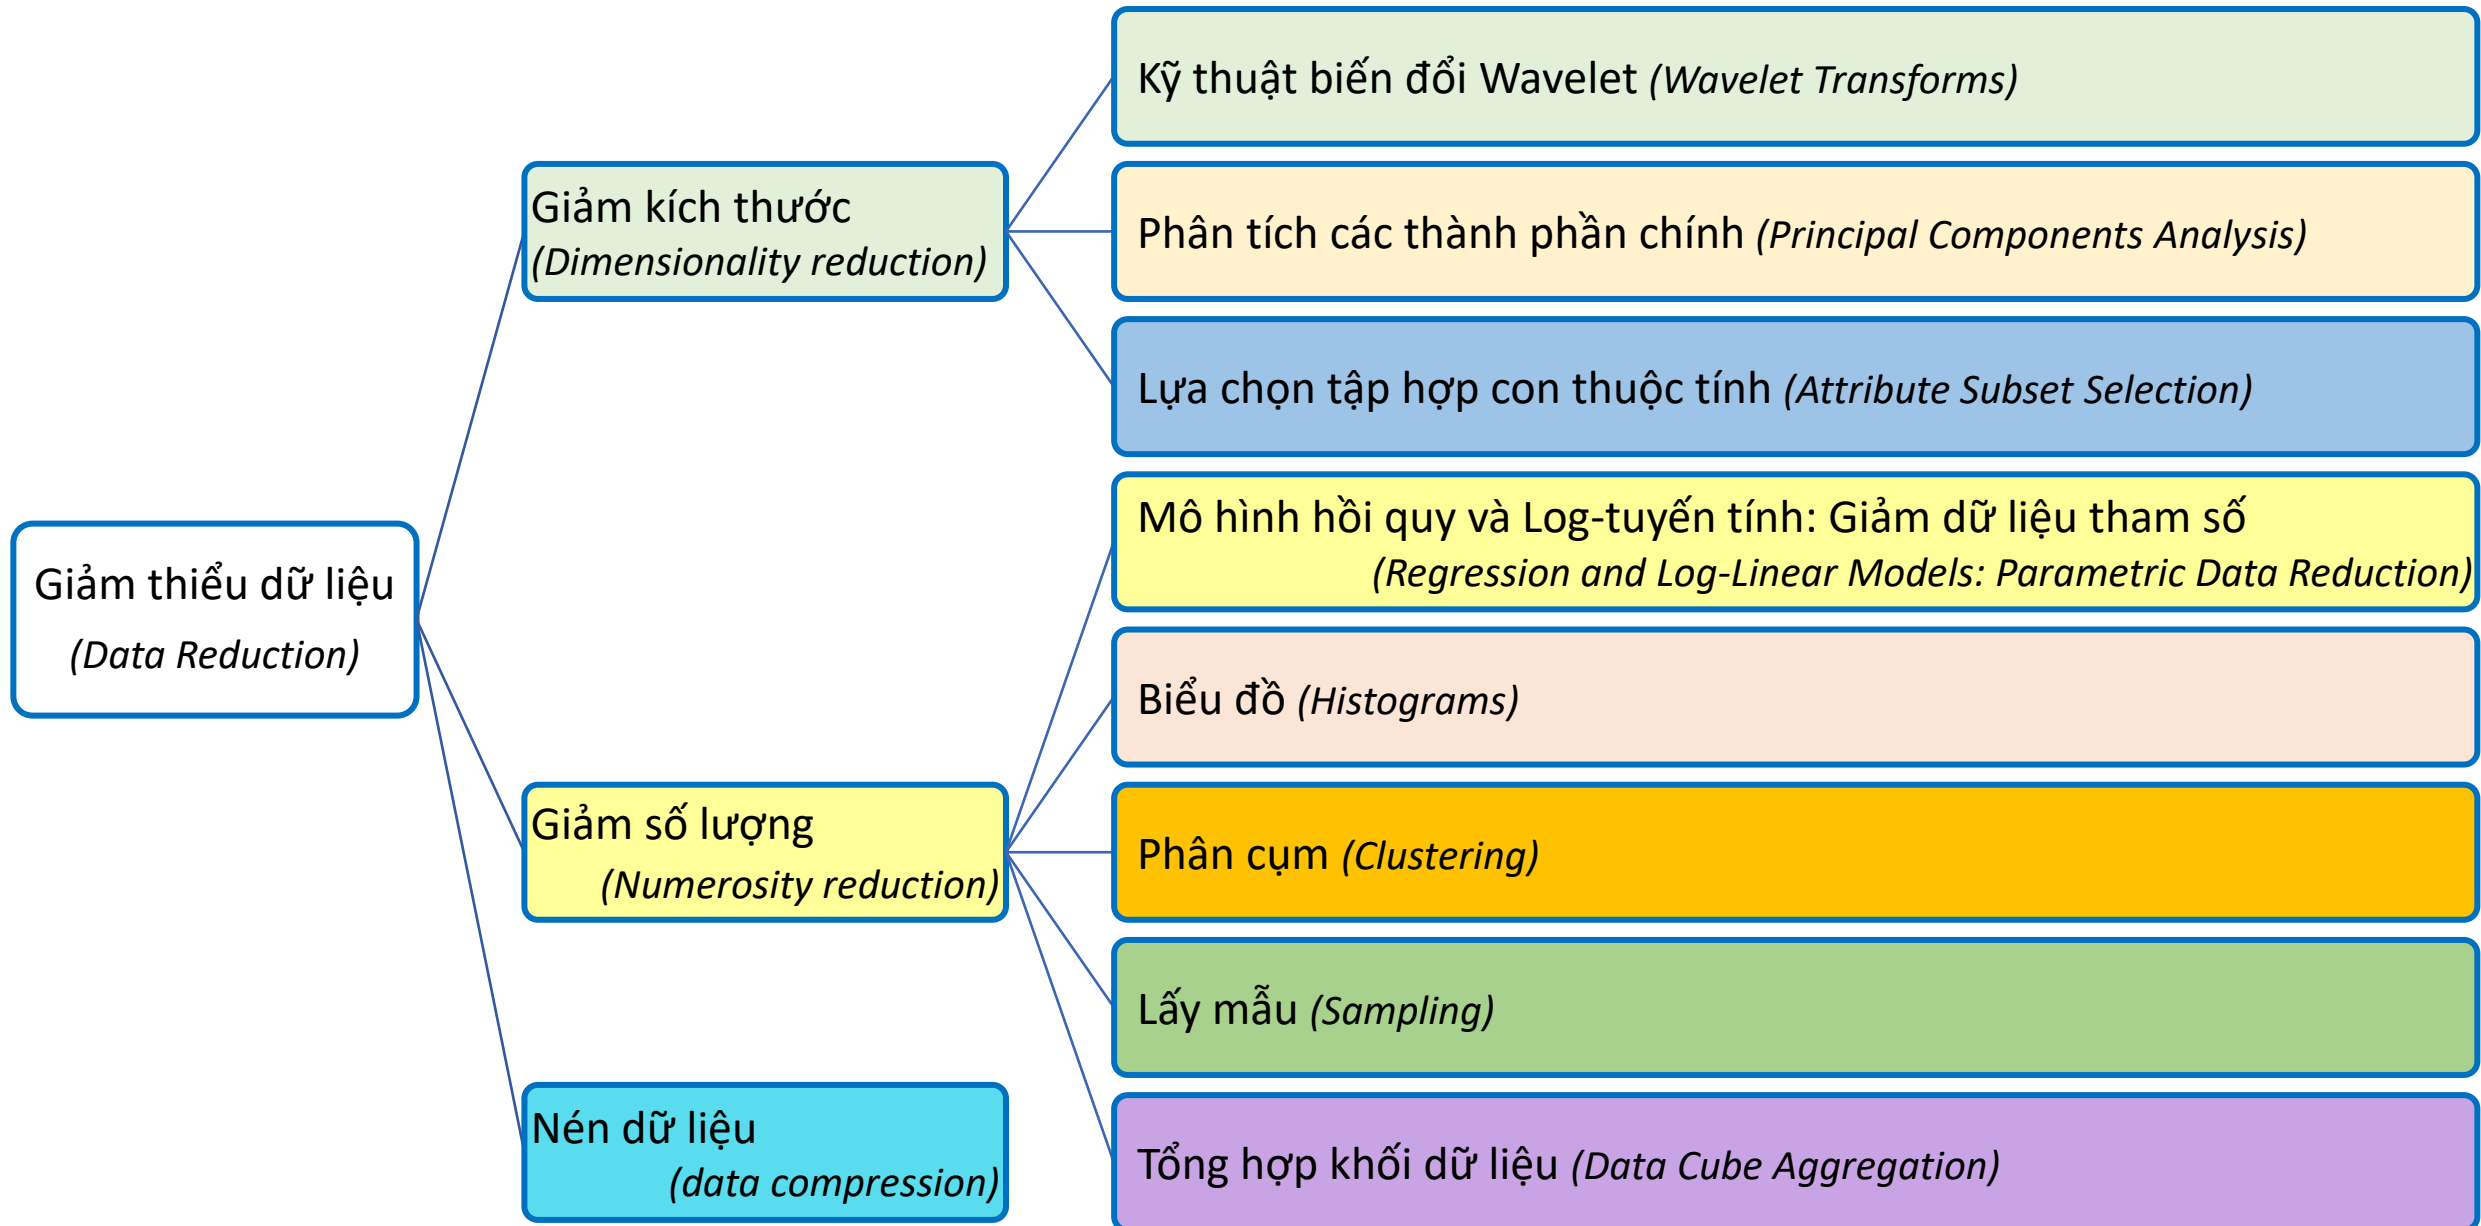 Giảm thiểu dữ liệu
(Data Reduction)
Giảm kích thước
(Dimensionality reduction)
Kỹ thuật biến đổi Wavelet (Wavelet Transforms)
Phân tích các thành phần chính (Principal Components Analysis)
Lựa chọn tập hợp con thuộc tính (Attribute Subset Selection)
Giảm số lượng
(Numerosity reduction)
Mô hình hồi quy và Log-tuyến tính: Giảm dữ liệu tham số
(Regression and Log-Linear Models: Parametric Data Reduction)
Biểu đồ (Histograms)
Phân cụm (Clustering)
Lấy mẫu (Sampling)
Tổng hợp khối dữ liệu (Data Cube Aggregation)
Nén dữ liệu
(data compression)